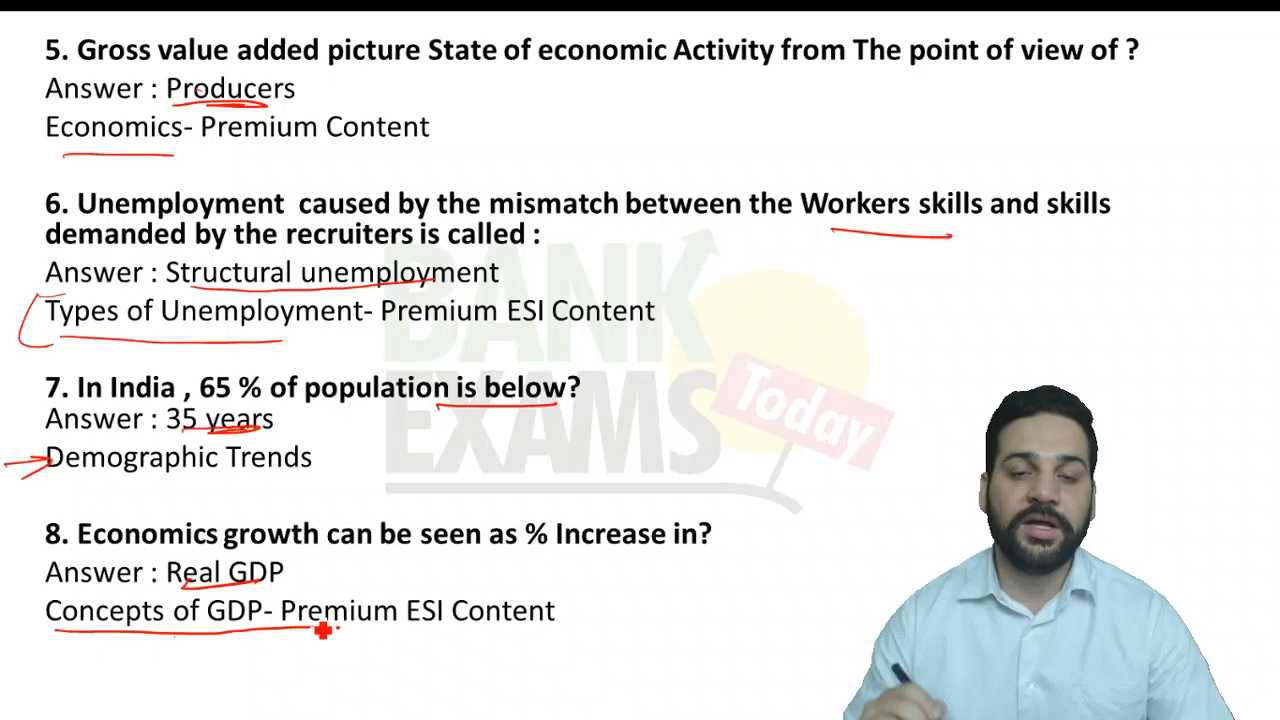 5. Gross value added picture State of economic Activity from The point of view of ?
Answer : Producers
Economics- Premium Content
6. Unemployment caused by the mismatch between the Workers skills and skills
demanded by the recruiters is called :
Answer : Structural unemployment
Types of Unemployment- Premium ESI Content
7. In India , 65 % of population is below?
Answer : 35 years
Demographic Trends
8. Economics growth can be seen as % Increase in?
Answer : Real GDP
Concepts of GDP- Premium ESI Content
BANK
EXAMS
Today